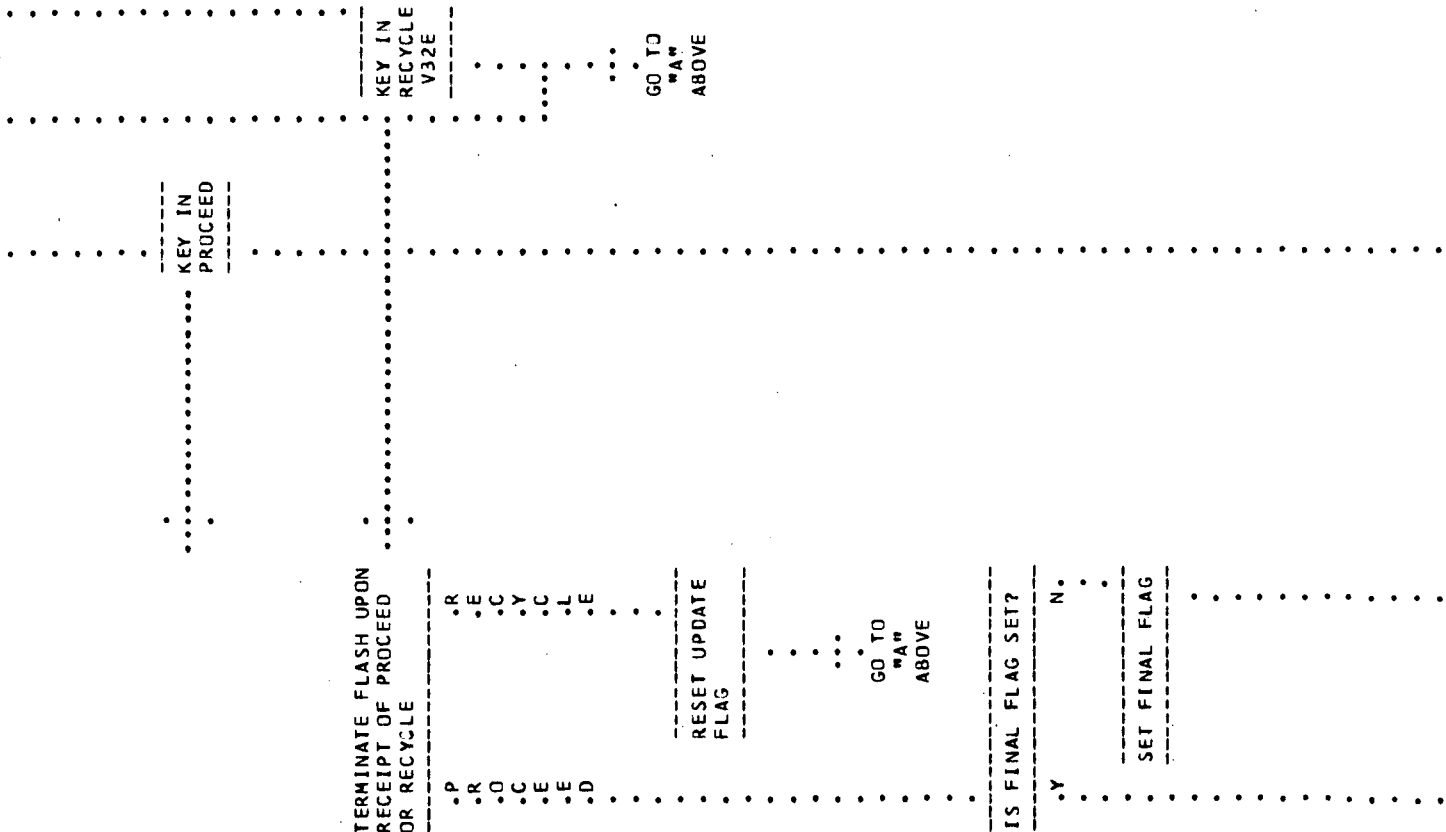 KEY IN
PROCEED
KEY IN
RECYCLE
V32E
GO TO
"A"
ABOVE
TERMINATE FLASH UPON
RECEIPT OF PROCEED
OR RECYCLE
PROCEED
RECYCLE
RESET UPDATE
FLAG
GO TO
"A"
ABOVE
IS FINAL FLAG SET?
Y
N
SET FINAL FLAG